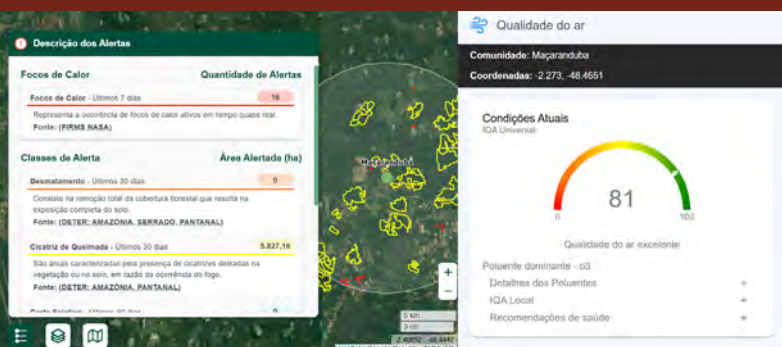 Descrição dos Alertas
Focos de Calor Quantidade de Alertas
Focos de Calor - Últimos 7 dias 16
Representa a ocorrência de focos de calor ativos em tempo quase real.
Fonte: (FIRMS NASA)
Classes de Alerta Área Alertada (ha)
Desmatamento - Últimos 30 dias 0
Consiste na remoção total da cobertura florestal que resulta na
exposição completa do solo.
Fonte: (DETER: AMAZÔNIA, SERRADO, PANTANAL)
Cicatriz de Queimada - Últimos 30 dias 5.827,16
São áreas caracterizadas pela presença de cicatrizes deixadas na
vegetação ou no solo, em razão da ocorrência do fogo.
Fonte: (DETER: AMAZÔNIA, PANTANAL)
Maçaranduba
+
−
5 km
3 mi
Qualidade do ar
Comunidade: Maçaranduba
Coordenadas: -2.273, -48.4651
Condições Atuais
IQA Universal
81
0 100
Qualidade do ar excelente
Poluente dominante - o3
Detalhes dos Poluentes +
IQA Local +
Recomendações de saúde +